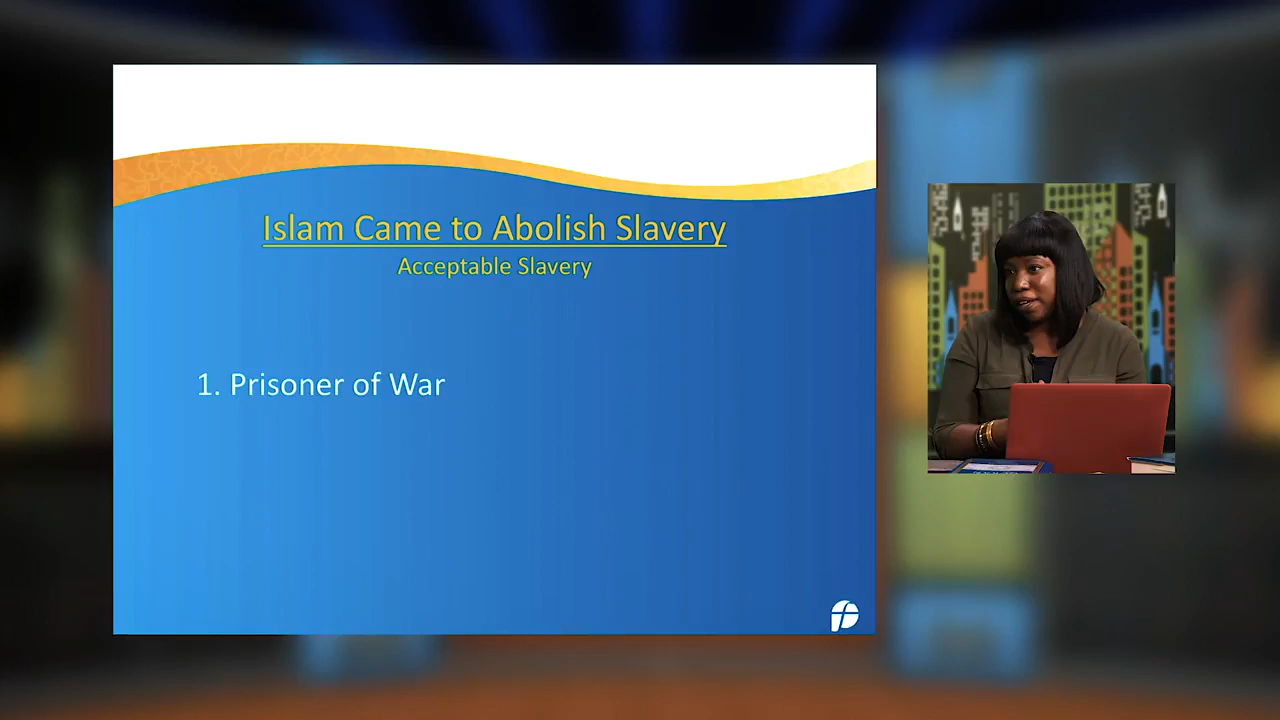 Islam Came to Abolish Slavery
Acceptable Slavery
1. Prisoner of War